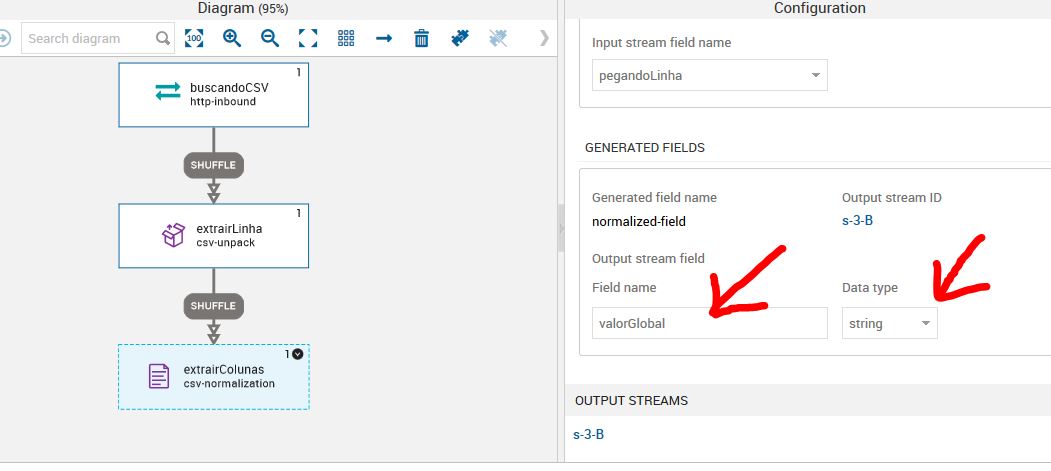 Diagram (95%)
Search diagram
100
1
buscandoCSV
http-inbound
SHUFFLE
1
extrairLinha
csv-unpack
SHUFFLE
1
extrairColunas
csv-normalization
Configuration
Input stream field name
pegandoLinha
GENERATED FIELDS
Generated field name
Output stream ID
normalized-field
s-3-B
Output stream field
Field name
Data type
valorGlobal
string
OUTPUT STREAMS
s-3-B